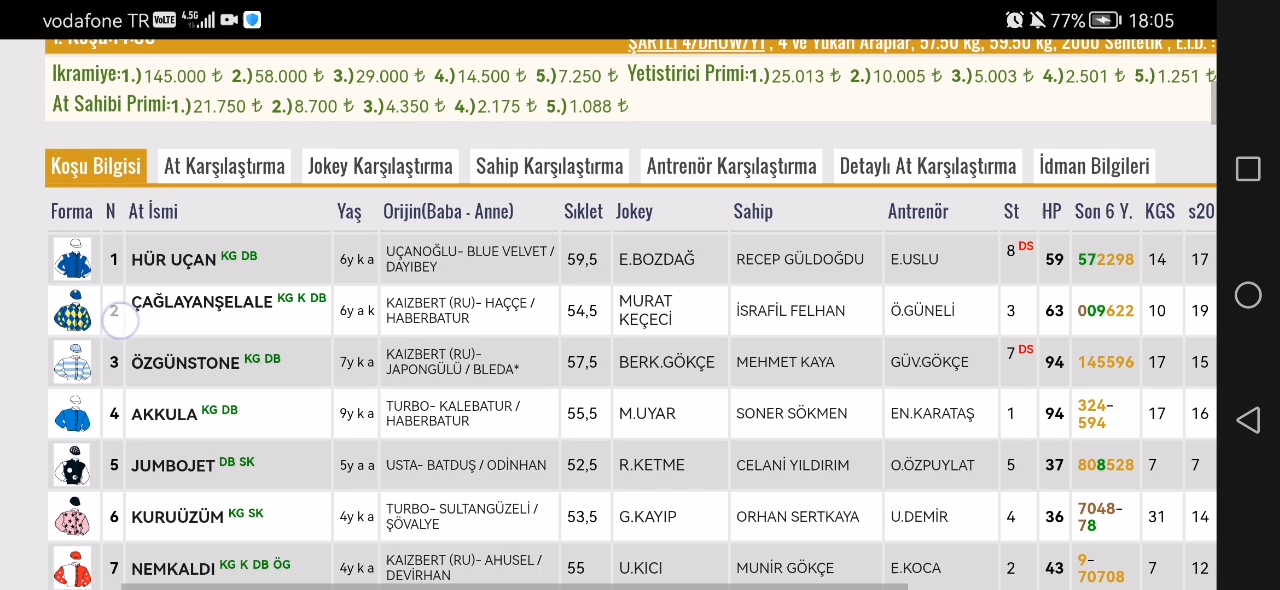 vodafone TR VoLTE 4.5G 77% 18:05
1. Koşu:
ŞARTLI 4/DHÖW/Y1 , 4 ve Yukarı Araplar, 57.50 kg, 59.50 kg, 2000 Sentetik , E.İ.D. :
Ikramiye:1.)145.000 ₺ 2.)58.000 ₺ 3.)29.000 ₺ 4.)14.500 ₺ 5.)7.250 ₺ Yetistirici Primi:1.)25.013 ₺ 2.)10.005 ₺ 3.)5.003 ₺ 4.)2.501 ₺ 5.)1.251 ₺
At Sahibi Primi:1.)21.750 ₺ 2.)8.700 ₺ 3.)4.350 ₺ 4.)2.175 ₺ 5.)1.088 ₺
Koşu Bilgisi At Karşılaştırma Jokey Karşılaştırma Sahip Karşılaştırma Antrenör Karşılaştırma Detaylı At Karşılaştırma İdman Bilgileri
Forma N At İsmi Yaş Orijin(Baba - Anne) Sıklet Jokey Sahip Antrenör St HP Son 6 Y. KGS s20
1 HÜR UÇAN KG DB 6y k a UÇANOĞLU- BLUE VELVET / DAYIBEY 59,5 E.BOZDAĞ RECEP GÜLDOĞDU E.USLU 8 DS 59 572298 14 17
2 ÇAĞLAYANŞELALE KG K DB 6y a k KAIZBERT (RU)- HAÇÇE / HABERBATUR 54,5 MURAT KEÇECİ İSRAFİL FELHAN Ö.GÜNELİ 3 63 009622 10 19
3 ÖZGÜNSTONE KG DB 7y k a KAIZBERT (RU)- JAPONGÜLÜ / BLEDA* 57,5 BERK.GÖKÇE MEHMET KAYA GÜV.GÖKÇE 7 DS 94 145596 17 15
4 AKKULA KG DB 9y k a TURBO- KALEBATUR / HABERBATUR 55,5 M.UYAR SONER SÖKMEN EN.KARATAŞ 1 94 324-594 17 16
5 JUMBOJET DB SK 5y a a USTA- BATDUŞ / ODİNHAN 52,5 R.KETME CELANİ YILDIRIM O.ÖZPUYLAT 5 37 808528 7 7
6 KURUÜZÜM KG SK 4y k a TURBO- SULTANGÜZELİ / ŞÖVALYE 53,5 G.KAYIP ORHAN SERTKAYA U.DEMİR 4 36 7048-78 31 14
7 NEMKALDI KG K DB ÖG 4y k a KAIZBERT (RU)- AHUSEL / DEVİRHAN 55 U.KICI MUNİR GÖKÇE E.KOCA 2 43 9-70708 7 12